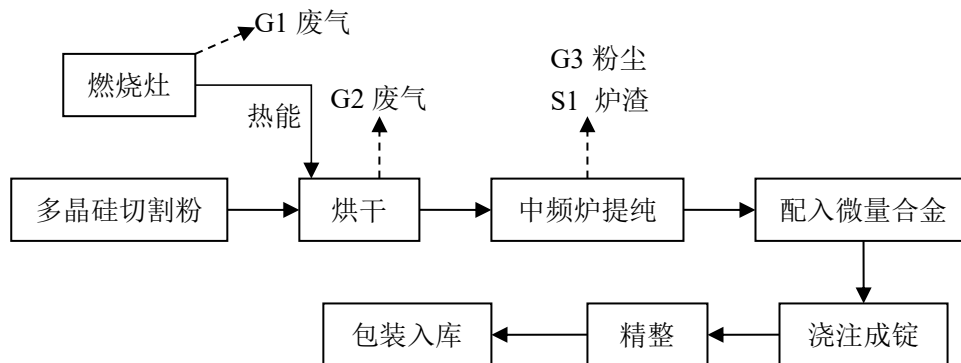 G1 废气
燃烧灶
热能
G2 废气
G3 粉尘
S1 炉渣
多晶硅切割粉
烘干
中频炉提纯
配入微量合金
包装入库
精整
浇注成锭